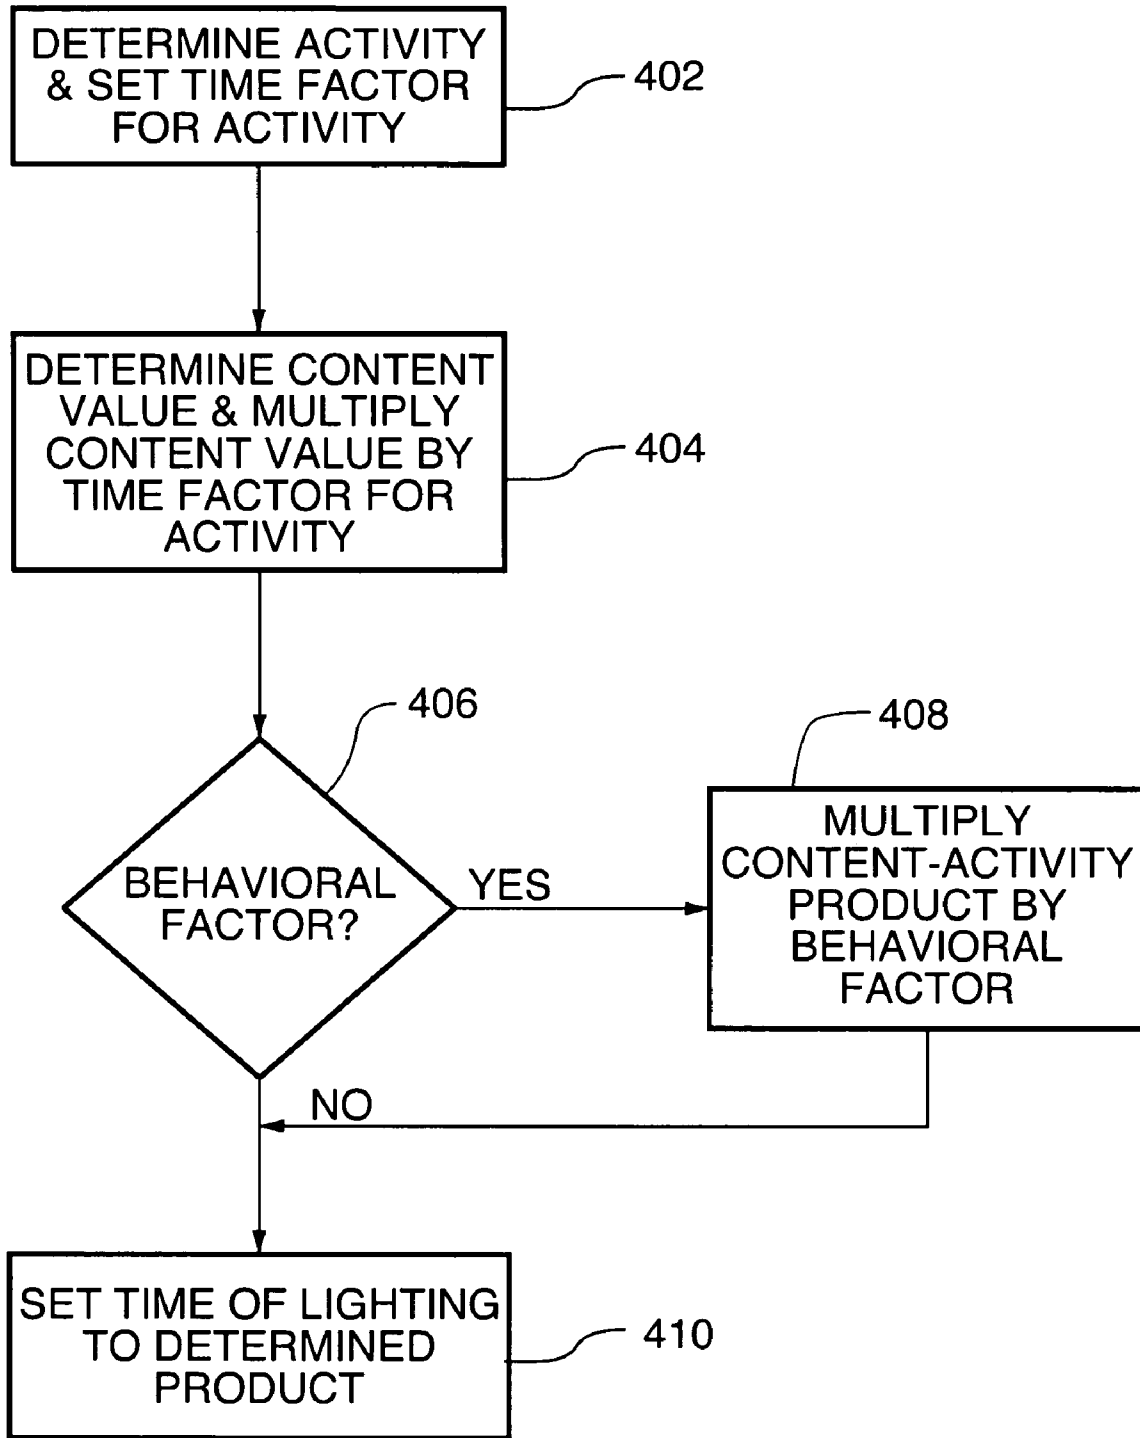 DETERMINE ACTIVITY
& SET TIME FACTOR
FOR ACTIVITY
402
DETERMINE CONTENT
VALUE & MULTIPLY
CONTENT VALUE BY
TIME FACTOR FOR
ACTIVITY
404
406
BEHAVIORAL
FACTOR?
YES
408
MULTIPLY
CONTENT-ACTIVITY
PRODUCT BY
BEHAVIORAL
FACTOR
NO
SET TIME OF LIGHTING
TO DETERMINED
PRODUCT
410